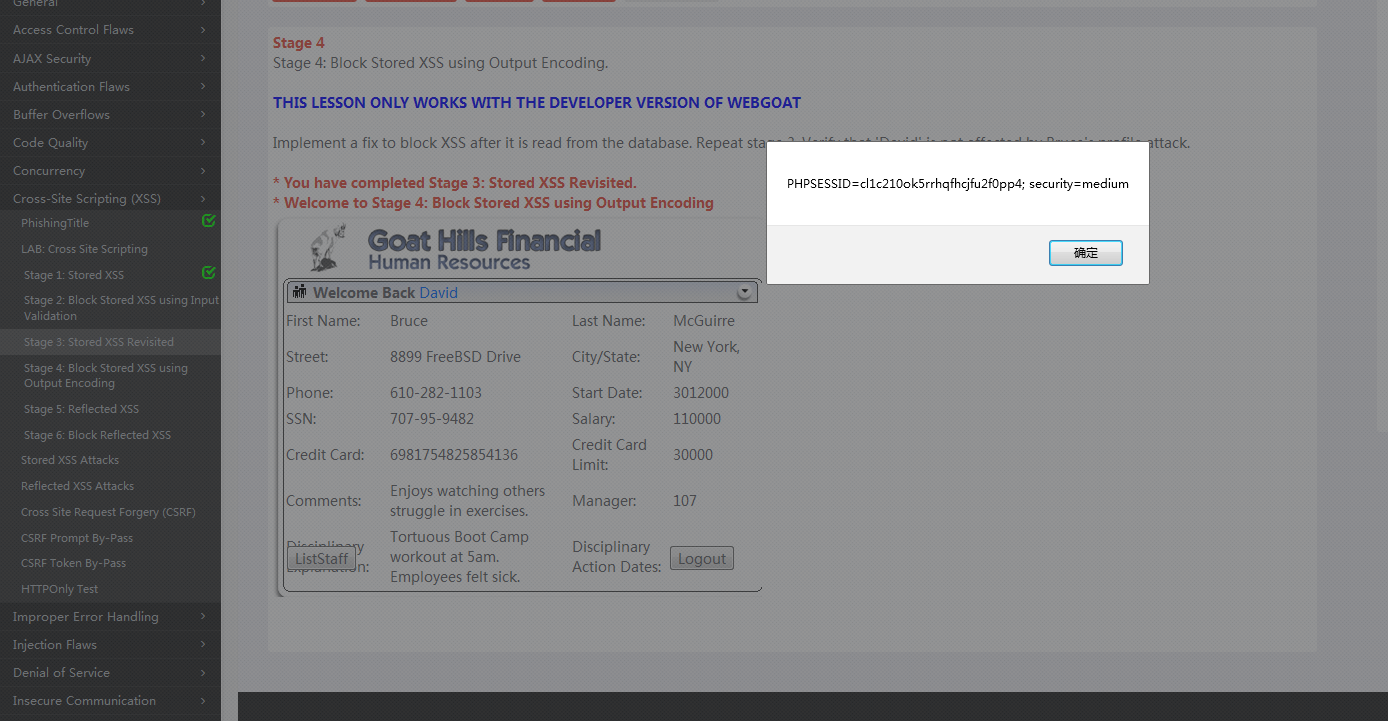 General
Access Control Flaws
AJAX Security
Authentication Flaws
Buffer Overflows
Code Quality
Concurrency
Cross-Site Scripting (XSS)
PhishingTitle
LAB: Cross Site Scripting
Stage 1: Stored XSS
Stage 2: Block Stored XSS using Input
Validation
Stage 3: Stored XSS Revisited
Stage 4: Block Stored XSS using
Output Encoding
Stage 5: Reflected XSS
Stage 6: Block Reflected XSS
Stored XSS Attacks
Reflected XSS Attacks
Cross Site Request Forgery (CSRF)
CSRF Prompt By-Pass
CSRF Token By-Pass
HTTPOnly Test
Improper Error Handling
Injection Flaws
Denial of Service
Insecure Communication
Stage 4
Stage 4: Block Stored XSS using Output Encoding.
THIS LESSON ONLY WORKS WITH THE DEVELOPER VERSION OF WEBGOAT
Implement a fix to block XSS after it is read from the database. Repeat stage 3. Verify that 'David' is not affected by Bruce's profile attack.
* You have completed Stage 3: Stored XSS Revisited.
* Welcome to Stage 4: Block Stored XSS using Output Encoding
Goat Hills Financial
Human Resources
Welcome Back David
First Name: Bruce Last Name: McGuirre
Street: 8899 FreeBSD Drive City/State: New York,
NY
Phone: 610-282-1103 Start Date: 3012000
SSN: 707-95-9482 Salary: 110000
Credit Card: 6981754825854136 Credit Card
Limit: 30000
Comments: Enjoys watching others
struggle in exercises. Manager: 107
Disciplinary
Explanation: Tortuous Boot Camp
workout at 5am.
Employees felt sick. Disciplinary
Action Dates:
ListStaff Logout
PHPSESSID=cl1c210ok5rrhqfhcjfu2f0pp4; security=medium
确定